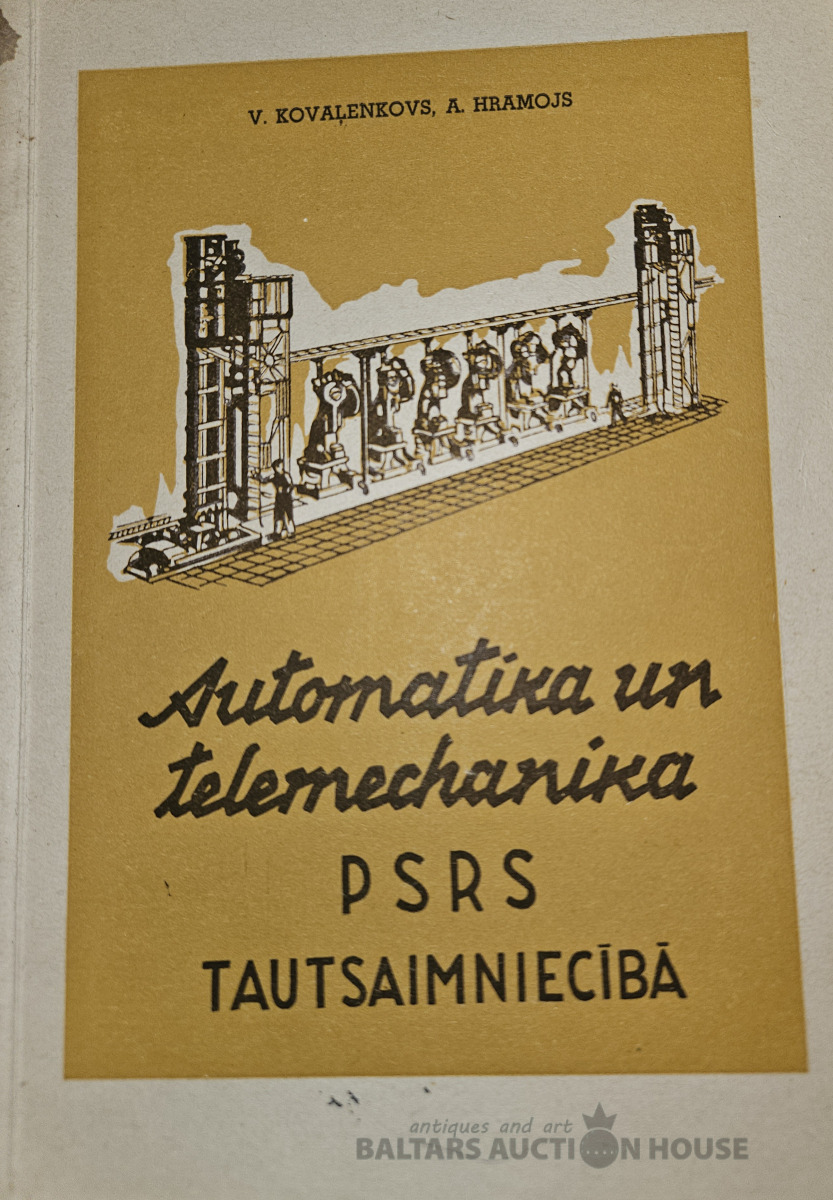 V. KOVAĻENKOVS, A. HRAMOJS
Automatika un
telemechanika
PSRS
TAUTSAIMNIECĪBĀ
antiques and art
BALTARS AUCTION HOUSE